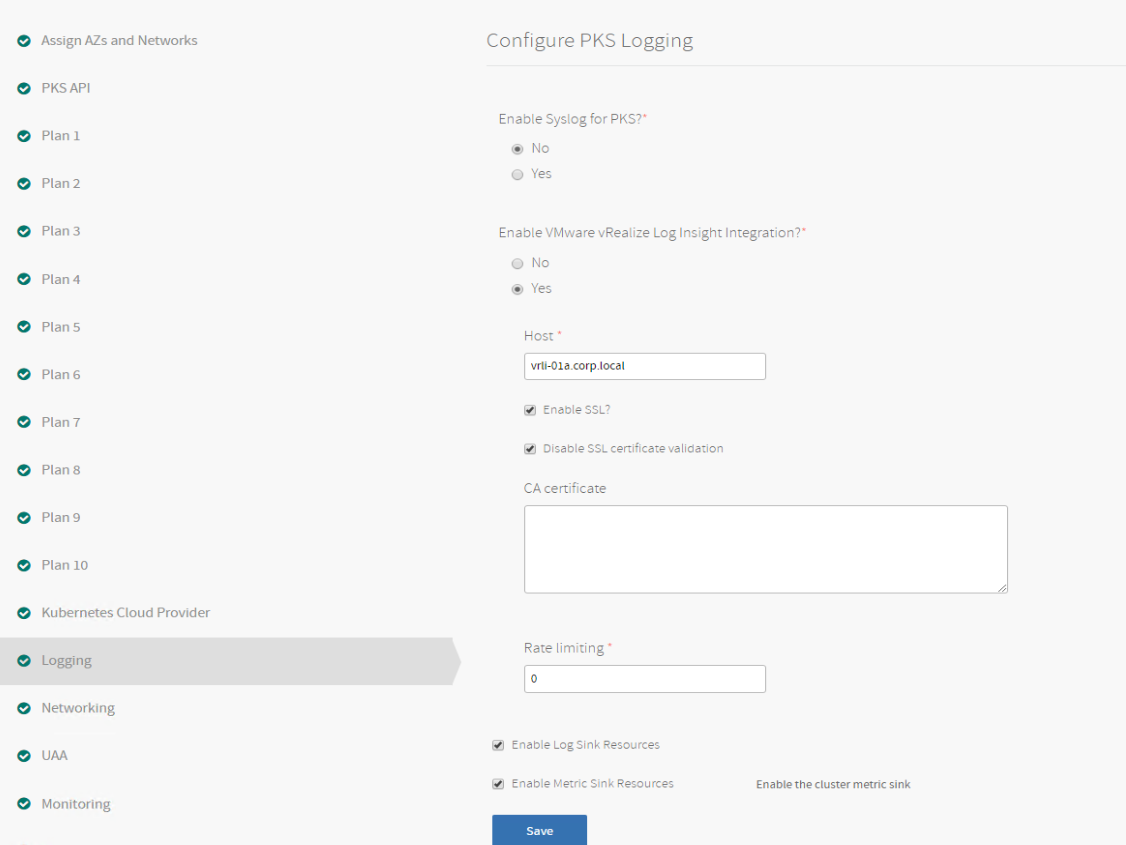 Assign AZs and Networks
PKS API
Plan 1
Plan 2
Plan 3
Plan 4
Plan 5
Plan 6
Plan 7
Plan 8
Plan 9
Plan 10
Kubernetes Cloud Provider
Logging
Networking
UAA
Monitoring
Configure PKS Logging
Enable Syslog for PKS?*
No
Yes
Enable VMware vRealize Log Insight Integration?*
No
Yes
Host *
vrli-01a.corp.local
Enable SSL?
Disable SSL certificate validation
CA certificate
Rate limiting *
0
Enable Log Sink Resources
Enable Metric Sink Resources Enable the cluster metric sink
Save